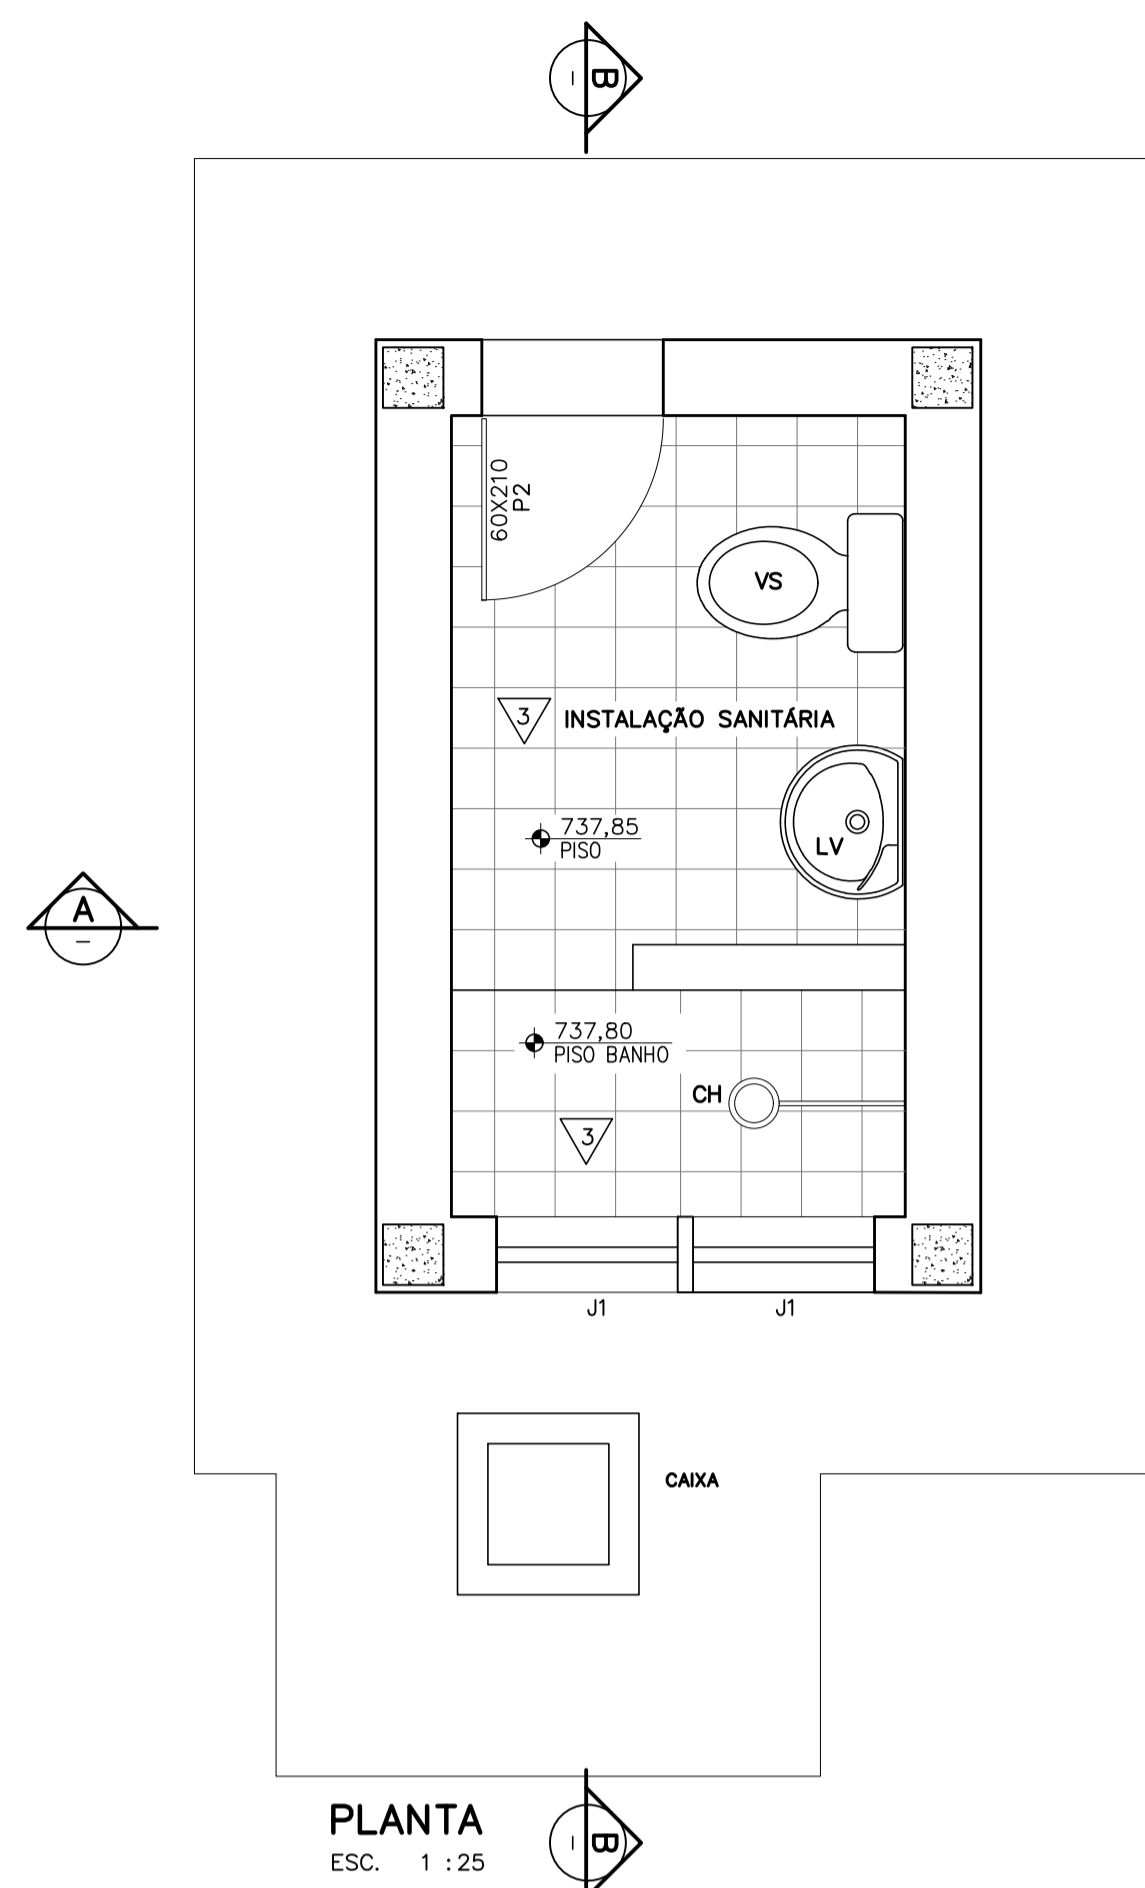 B
60X210
P2
VS
3
INSTALAÇÃO SANITÁRIA
737,85
PISO
LV
A
737,80
PISO BANHO
CH
3
J1
J1
CAIXA
PLANTA
ESC. 1 :25
B